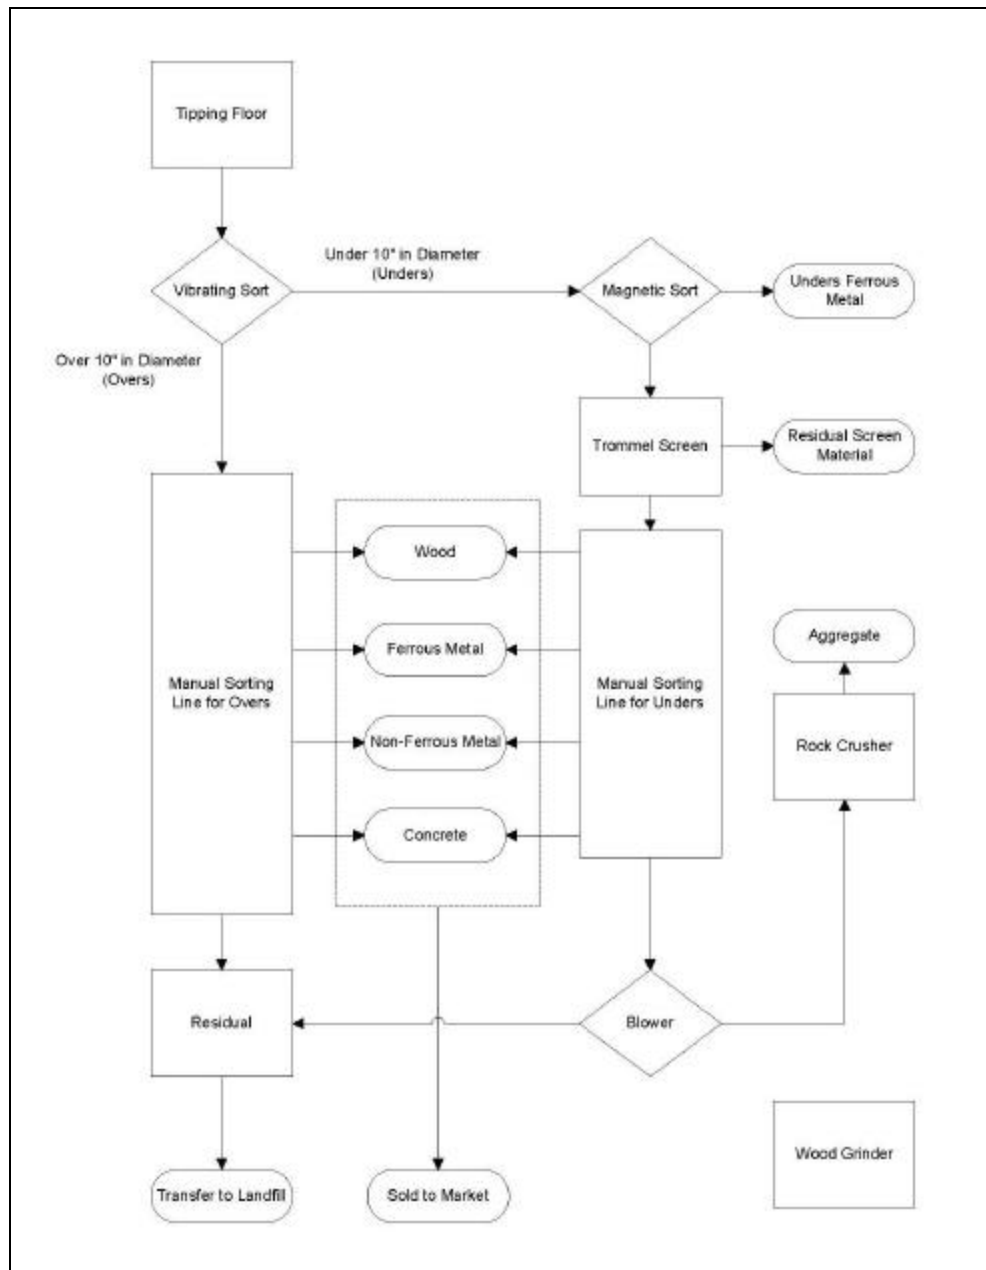 Tipping Floor
Under 10" in Diameter
(Unders)
Vibrating Sort
Magnetic Sort
Unders Ferrous
Metal
Over 10" in Diameter
(Overs)
Trommel Screen
Residual Screen
Material
Wood
Ferrous Metal
Aggregate
Manual Sorting
Line for Overs
Manual Sorting
Line for Unders
Non-Ferrous Metal
Rock Crusher
Concrete
Residual
Blower
Wood Grinder
Transfer to Landfill
Sold to Market